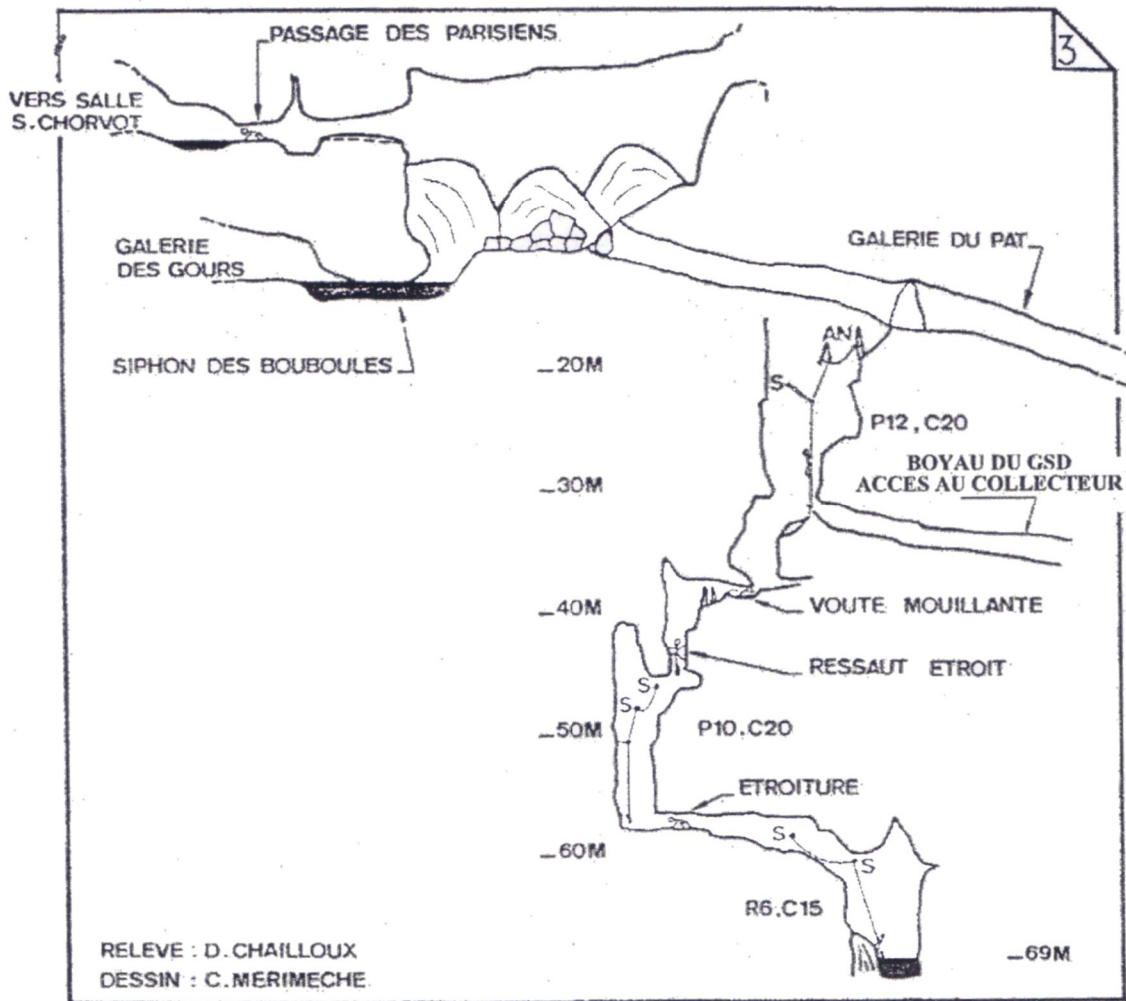 3
PASSAGE DES PARISIENS
VERS SALLE
S.CHORVOT
GALERIE
DES GOURS
GALERIE DU PAT
SIPHON DES BOUBOULES
_20M
AN
S
P12,C20
BOYAU DU GSD
ACCES AU COLLECTEUR
_30M
_40M
VOUTE MOUILLANTE
RESSAUT ETROIT
S
S
_50M
P10.C20
ETROITURE
S
S
_60M
R6.C15
_69M
RELEVE : D.CHAILLOUX
DESSIN : C.MERIMECHE